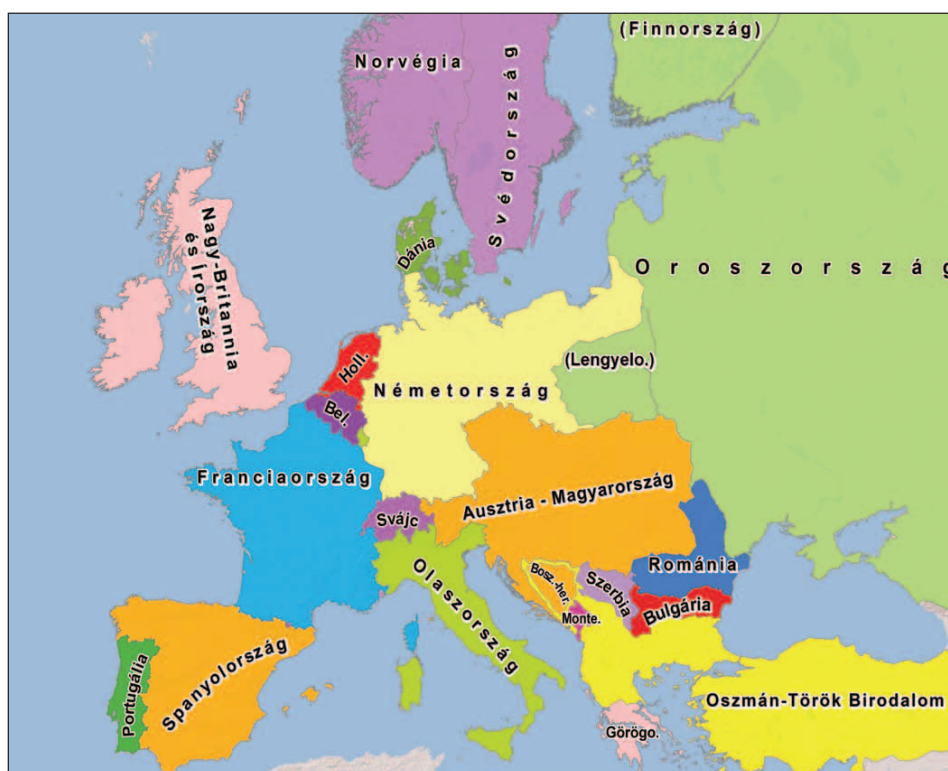 Norvégia
Svédország
(Finnország)
Nagy-Britannia
és Írország
Dánia
Oroszország
Holl.
(Lengyelo.)
Németország
Bel.
Franciaország
Ausztria - Magyarország
Svájc
Románia
Olaszország
Bosz.-her.
Szerbia
Bulgária
Monte.
Portugália
Spanyolország
Oszmán-Török Birodalom
Görögo.